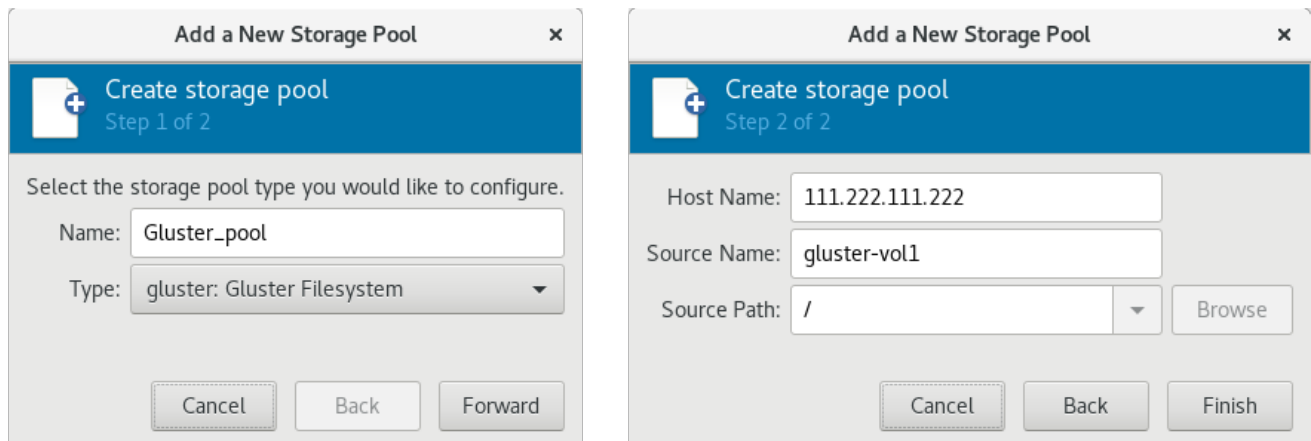 Add a New Storage Pool ×
Create storage pool
Step 1 of 2
Select the storage pool type you would like to configure.
Name: Gluster_pool
Type: gluster: Gluster Filesystem
Cancel Back Forward
Add a New Storage Pool ×
Create storage pool
Step 2 of 2
Host Name: 111.222.111.222
Source Name: gluster-vol1
Source Path: / Browse
Cancel Back Finish